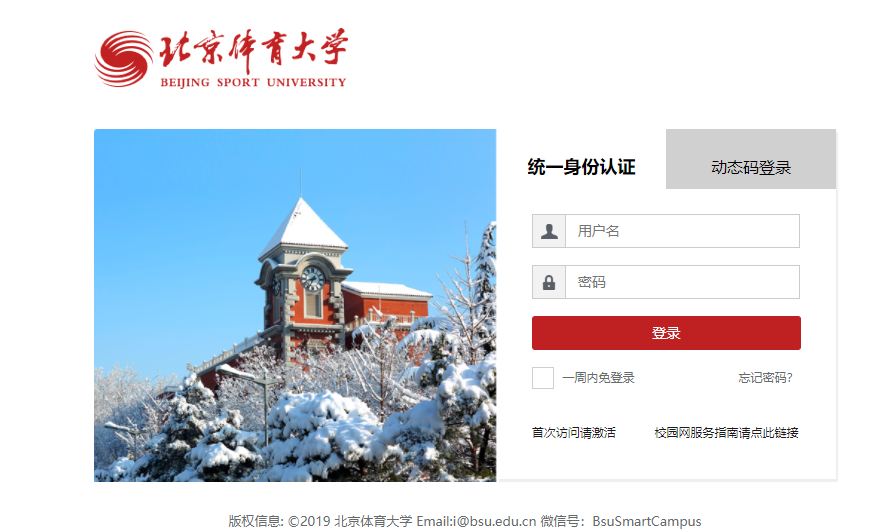 北京体育大学
BEIJING SPORT UNIVERSITY
统一身份认证
动态码登录
用户名
密码
登录
一周内免登录
忘记密码?
首次访问请激活
校园网服务指南请点此链接
版权信息: ©2019 北京体育大学 Email:i@bsu.edu.cn 微信号：BsuSmartCampus